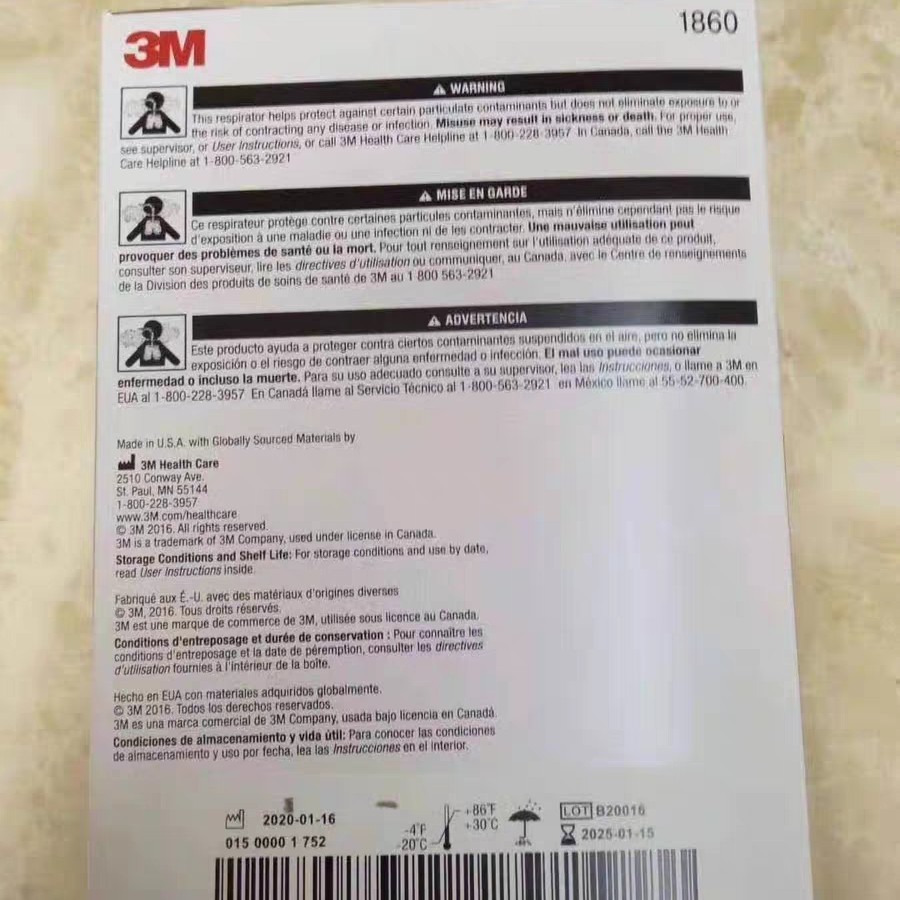 3M
1860
WARNING
This respirator helps protect against certain particulate contaminants but does not eliminate exposure to or
the risk of contracting any disease or infection. Misuse may result in sickness or death. For proper use,
see supervisor, or User Instructions, or call 3M Health Care Helpline at 1-800-228-3957 In Canada, call the 3M Health
Care Helpline at 1-800-563-2921
MISE EN GARDE
Ce respirateur protège contre certaines particules contaminantes, mais n'élimine cependant pas le risque
d'exposition à une maladie ou une infection ni de les contracter. Une mauvaise utilisation peut
provoquer des problèmes de santé ou la mort. Pour tout renseignement sur l'utilisation adéquate de ce produit,
consulter son superviseur, lire les directives d'utilisation ou communiquer, au Canada, avec le Centre de renseignements
de la Division des produits de soins de santé de 3M au 1 800 563-2921
ADVERTENCIA
Este producto ayuda a proteger contra ciertos contaminantes suspendidos en el aire, pero no elimina la
exposición o el riesgo de contraer alguna enfermedad o infección. El mal uso puede ocasionar
enfermedad o incluso la muerte. Para su uso adecuado consulte a su supervisor, lea las Instrucciones, o llame a 3M en
EUA al 1-800-228-3957 En Canadá llame al Servicio Técnico al 1-800-563-2921 en México llame al 55-52-700-400.
Made in U.S.A. with Globally Sourced Materials by
3M Health Care
2510 Conway Ave.
St. Paul, MN 55144
1-800-228-3957
www.3M.com/healthcare
© 3M 2016. All rights reserved.
3M is a trademark of 3M Company, used under license in Canada.
Storage Conditions and Shelf Life: For storage conditions and use by date,
read User Instructions inside.
Fabriqué aux É.-U. avec des matériaux d'origines diverses
© 3M, 2016. Tous droits réservés.
3M est une marque de commerce de 3M, utilisée sous licence au Canada.
Conditions d'entreposage et durée de conservation : Pour connaître les
conditions d'entreposage et la date de péremption, consulter les directives
d'utilisation fournies à l'intérieur de la boîte.
Hecho en EUA con materiales adquiridos globalmente.
© 3M 2016. Todos los derechos reservados.
3M es una marca comercial de 3M Company, usada bajo licencia en Canadá.
Condiciones de almacenamiento y vida útil: Para conocer las condiciones
de almacenamiento y uso por fecha, lea las Instrucciones en el interior.
2020-01-16
015 0000 1 752
-4°F
-20°C
+86°F
+30°C
LOT B20016
2025-01-15